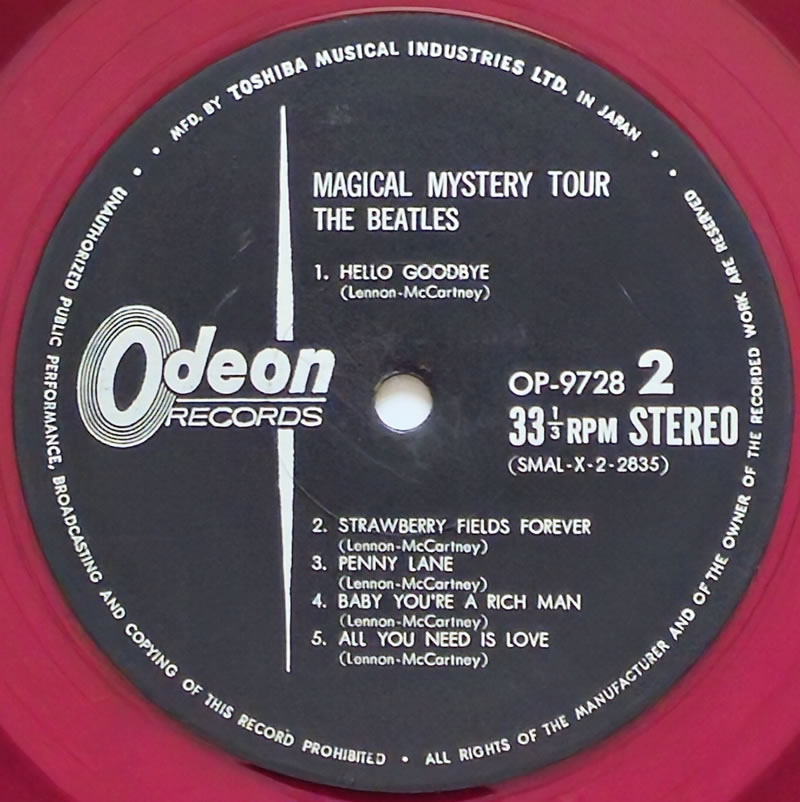 MFD. BY TOSHIBA MUSICAL INDUSTRIES LTD. IN JAPAN
MAGICAL MYSTERY TOUR
THE BEATLES
1. HELLO GOODBYE
(Lennon-McCartney)
Odeon
RECORDS
OP-9728 2
33 1/3 RPM STEREO
(SMAL-X-2-2835)
2. STRAWBERRY FIELDS FOREVER
(Lennon-McCartney)
3. PENNY LANE
(Lennon-McCartney)
4. BABY YOU'RE A RICH MAN
(Lennon-McCartney)
5. ALL YOU NEED IS LOVE
(Lennon-McCartney)
UNAUTHORIZED PUBLIC PERFORMANCE, BROADCASTING AND COPYING OF THIS RECORD PROHIBITED • ALL RIGHTS OF THE MANUFACTURER AND OF THE OWNER OF THE RECORDED WORK ARE RESERVED